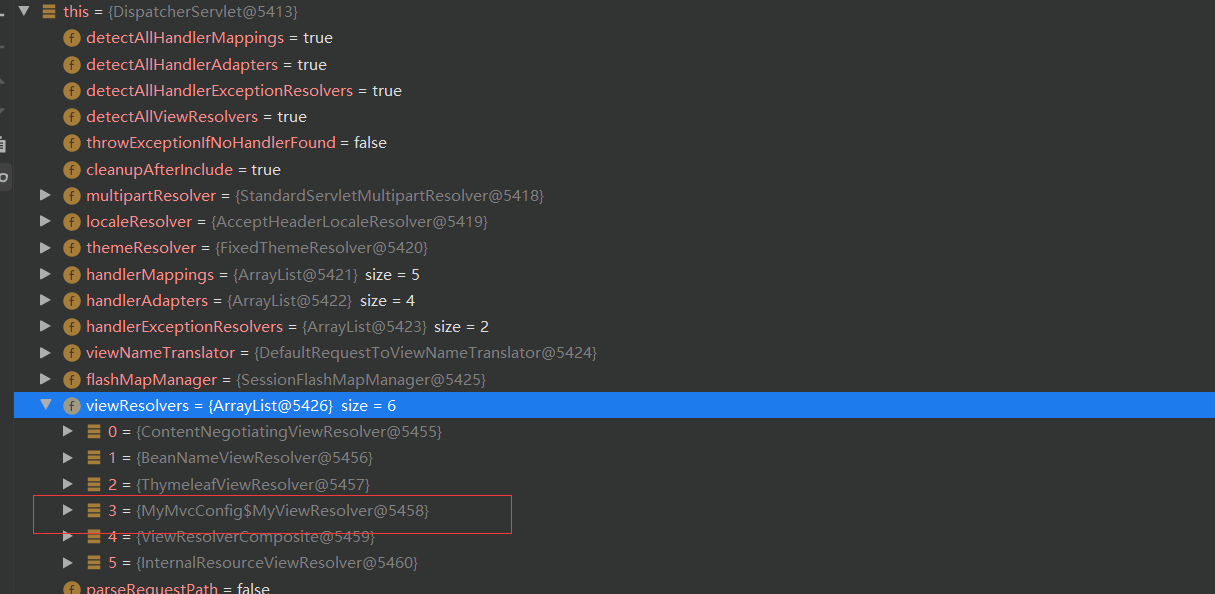 this = {DispatcherServlet@5413}
f detectAllHandlerMappings = true
f detectAllHandlerAdapters = true
f detectAllHandlerExceptionResolvers = true
f detectAllViewResolvers = true
f throwExceptionIfNoHandlerFound = false
f cleanupAfterInclude = true
f multipartResolver = {StandardServletMultipartResolver@5418}
f localeResolver = {AcceptHeaderLocaleResolver@5419}
f themeResolver = {FixedThemeResolver@5420}
f handlerMappings = {ArrayList@5421} size = 5
f handlerAdapters = {ArrayList@5422} size = 4
f handlerExceptionResolvers = {ArrayList@5423} size = 2
f viewNameTranslator = {DefaultRequestToViewNameTranslator@5424}
f flashMapManager = {SessionFlashMapManager@5425}
f viewResolvers = {ArrayList@5426} size = 6
0 = {ContentNegotiatingViewResolver@5455}
1 = {BeanNameViewResolver@5456}
2 = {ThymeleafViewResolver@5457}
3 = {MyMvcConfig$MyViewResolver@5458}
4 = {ViewResolverComposite@5459}
5 = {InternalResourceViewResolver@5460}
f parseRequestPath = false